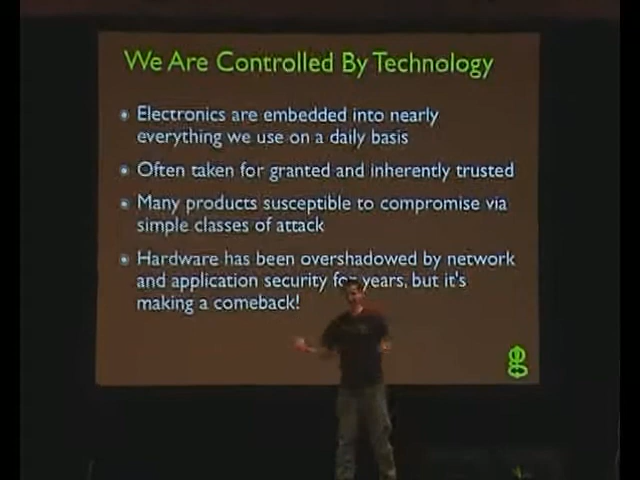 We Are Controlled By Technology
Electronics are embedded into nearly
everything we use on a daily basis
Often taken for granted and inherently trusted
Many products susceptible to compromise via
simple classes of attack
Hardware has been overshadowed by network
and application security for years, but it's
making a comeback!